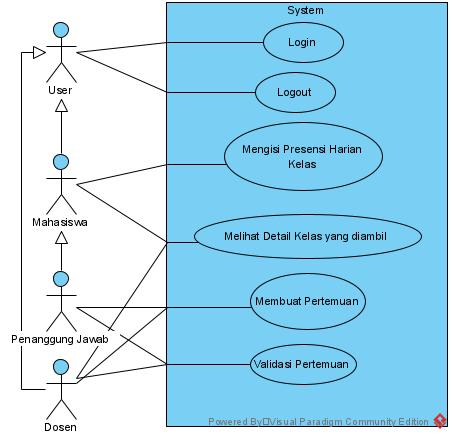 System
Login
User
Logout
Mengisi Presensi Harian
Kelas
Mahasiswa
Melihat Detail Kelas yang diambil
Membuat Pertemuan
Penanggung Jawab
Validasi Pertemuan
Dosen
Powered By Visual Paradigm Community Edition